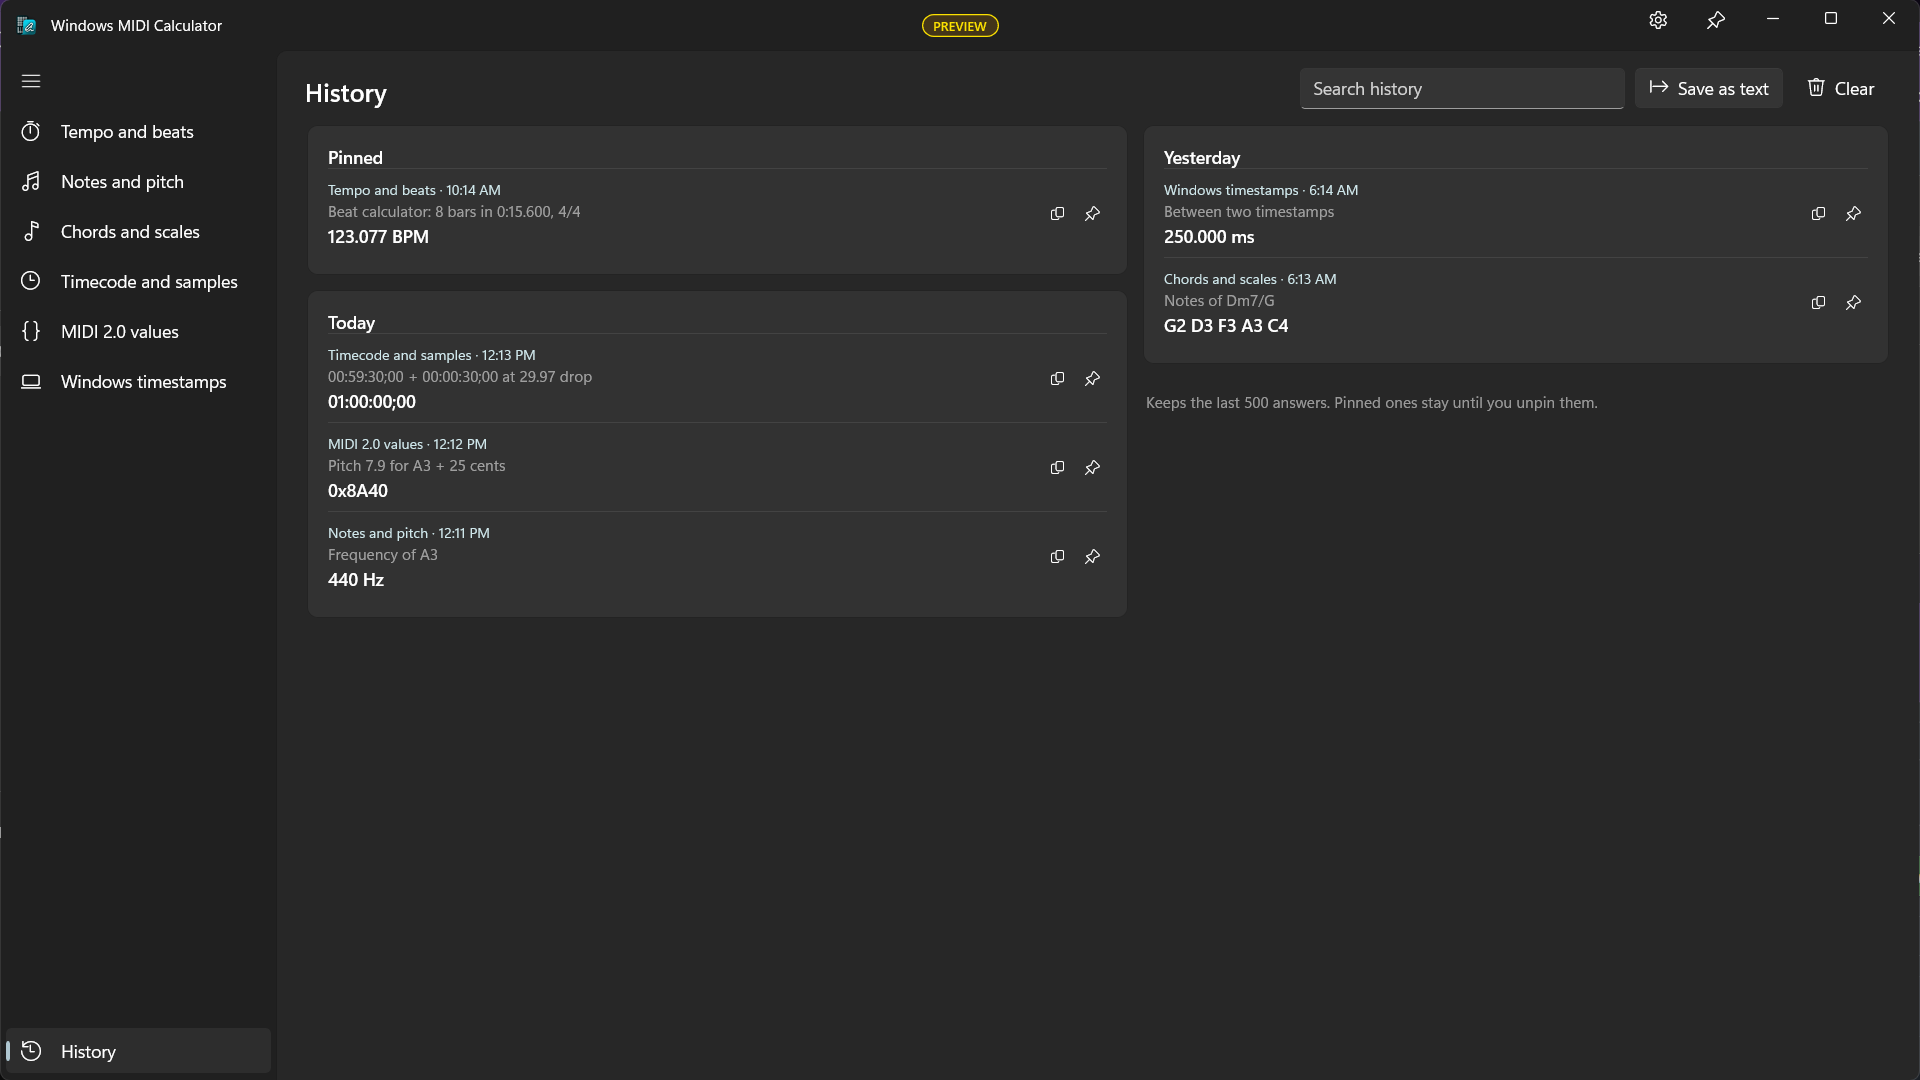 Windows MIDI Calculator
PREVIEW
Tempo and beats
Notes and pitch
Chords and scales
Timecode and samples
MIDI 2.0 values
Windows timestamps
History
History
Search history
Save as text
Clear
Pinned
Tempo and beats · 10:14 AM
Beat calculator: 8 bars in 0:15.600, 4/4
123.077 BPM
Today
Timecode and samples · 12:13 PM
00:59:30;00 + 00:00:30;00 at 29.97 drop
01:00:00;00
MIDI 2.0 values · 12:12 PM
Pitch 7.9 for A3 + 25 cents
0x8A40
Notes and pitch · 12:11 PM
Frequency of A3
440 Hz
Yesterday
Windows timestamps · 6:14 AM
Between two timestamps
250.000 ms
Chords and scales · 6:13 AM
Notes of Dm7/G
G2 D3 F3 A3 C4
Keeps the last 500 answers. Pinned ones stay until you unpin them.